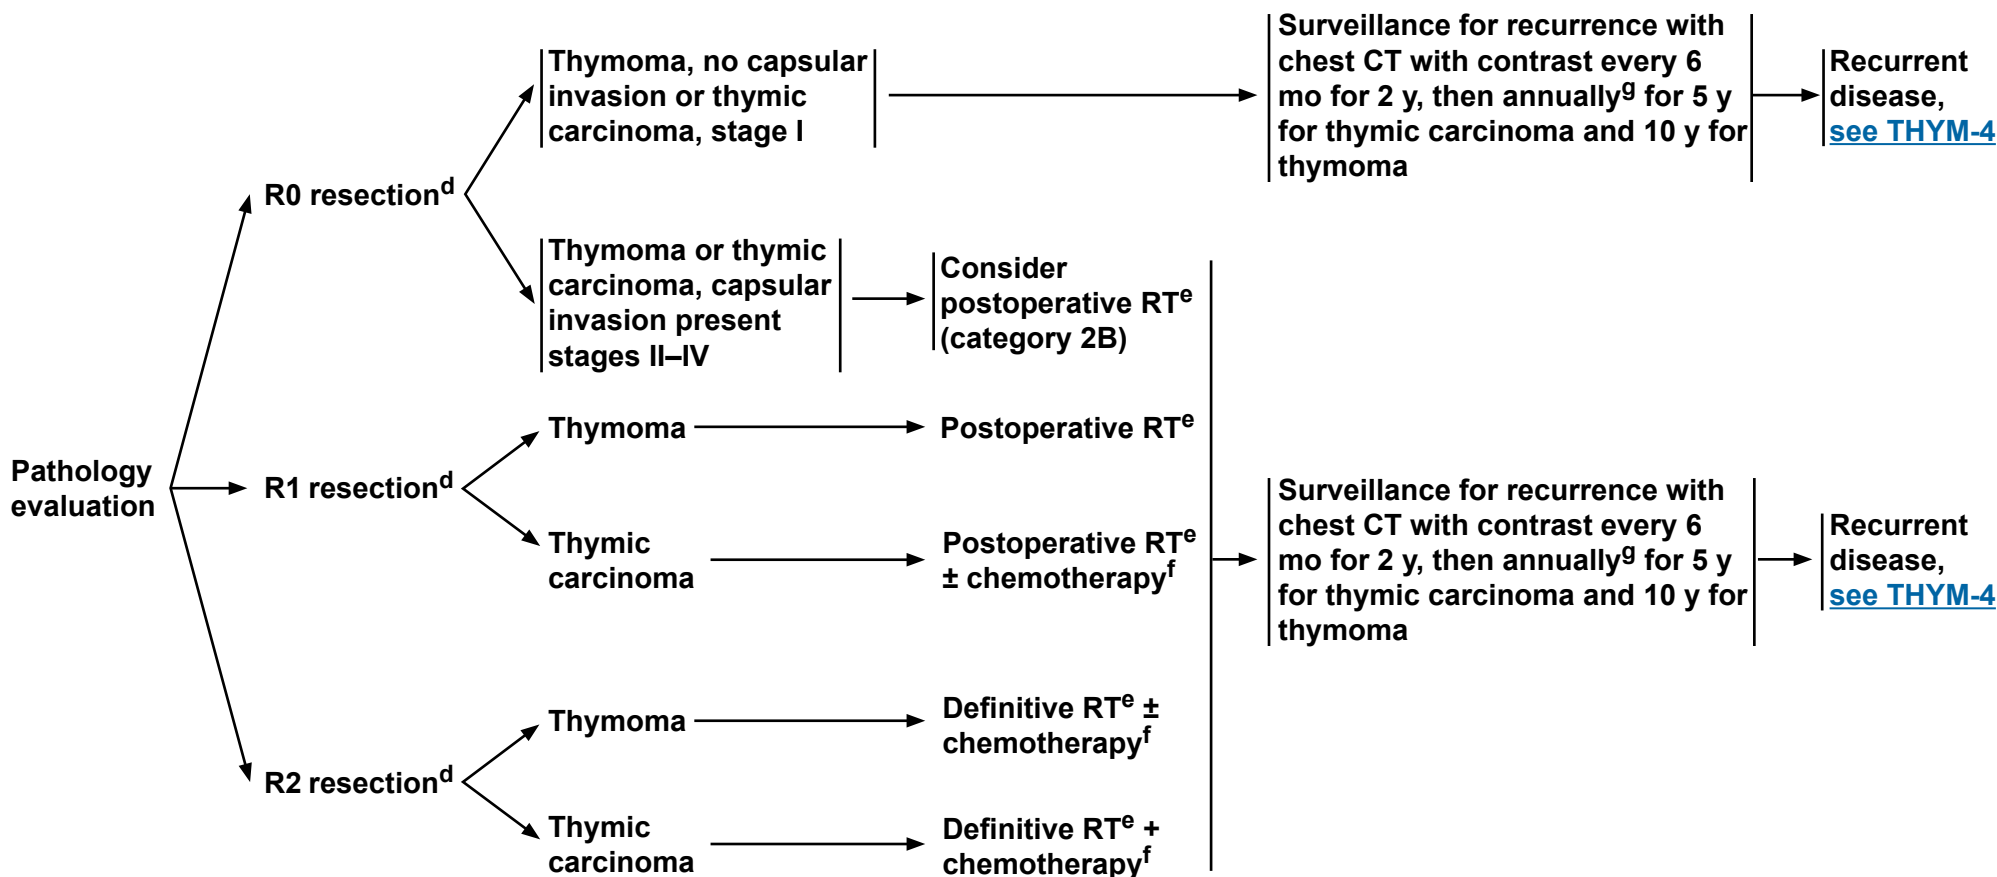 Pathology
evaluation
R0 resectiond
Thymoma, no capsular
invasion or thymic
carcinoma, stage I
Surveillance for recurrence with
chest CT with contrast every 6
mo for 2 y, then annuallyg for 5 y
for thymic carcinoma and 10 y for
thymoma
Recurrent
disease,
see THYM-4
Thymoma or thymic
carcinoma, capsular
invasion present
stages II–IV
Consider
postoperative RTe
(category 2B)
R1 resectiond
Thymoma
Postoperative RTe
Thymic
carcinoma
Postoperative RTe
± chemotherapyf
R2 resectiond
Thymoma
Definitive RTe ±
chemotherapyf
Thymic
carcinoma
Definitive RTe +
chemotherapyf
Surveillance for recurrence with
chest CT with contrast every 6
mo for 2 y, then annuallyg for 5 y
for thymic carcinoma and 10 y for
thymoma
Recurrent
disease,
see THYM-4